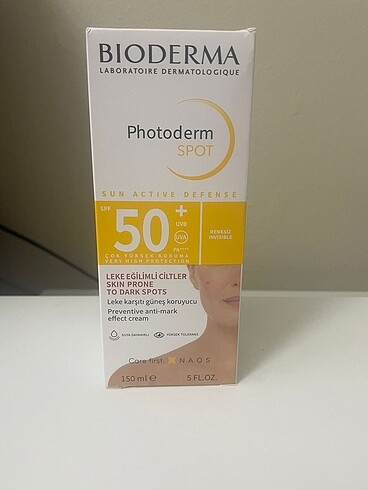 BIODERMA
LABORATOIRE DERMATOLOGIQUE
Photoderm
SPOT
SUN ACTIVE DEFENSE
SPF 50+
UVB
UVA
PA++++
RENKSİZ
INVISIBLE
ÇOK YÜKSEK KORUMA
VERY HIGH PROTECTION
LEKE EĞİLİMLİ CİLTLER
SKIN PRONE
TO DARK SPOTS
Leke karşıtı güneş koruyucu
Preventive anti-mark
effect cream
SUYA DAYANIKLI
YÜKSEK TOLERANS
Care first. NAOS
150 ml e 5 FL.OZ.